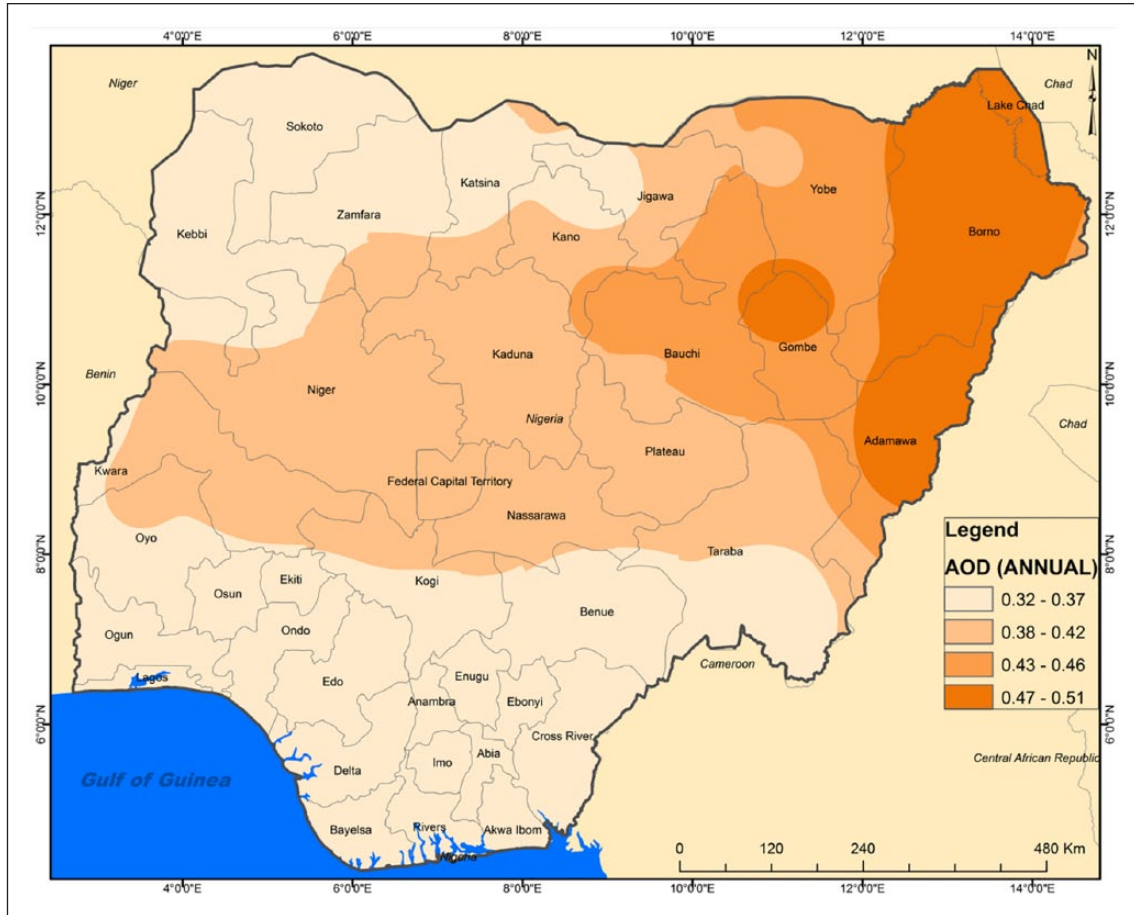 4°0'0"E 6°0'0"E 8°0'0"E 10°0'0"E 12°0'0"E 14°0'0"E
N
Niger
Chad
Lake Chad
Sokoto
Katsina
Jigawa
Yobe
12°0'0"N
Zamfara
12°0'0"N
Kebbi
Kano
Borno
Kaduna
Bauchi
Gombe
10°0'0"N
Benin
Niger
Nigeria
10°0'0"N
Chad
Adamawa
Kwara
Plateau
Federal Capital Territory
Nassarawa
Oyo
Taraba
8°0'0"N
8°0'0"N
Ekiti
Kogi
Osun
Benue
Ogun
Ondo
Cameroon
Lagos
Edo
Enugu
Anambra
Ebonyi
6°0'0"N
6°0'0"N
Cross River
Abia
Imo
Delta
Central African Republic
Gulf of Guinea
Bayelsa
Rivers
Akwa Ibom
Nigeria
Legend
AOD (ANNUAL)
0.32 - 0.37
0.38 - 0.42
0.43 - 0.46
0.47 - 0.51
0 120 240 480 Km
4°0'0"E 6°0'0"E 8°0'0"E 10°0'0"E 12°0'0"E 14°0'0"E